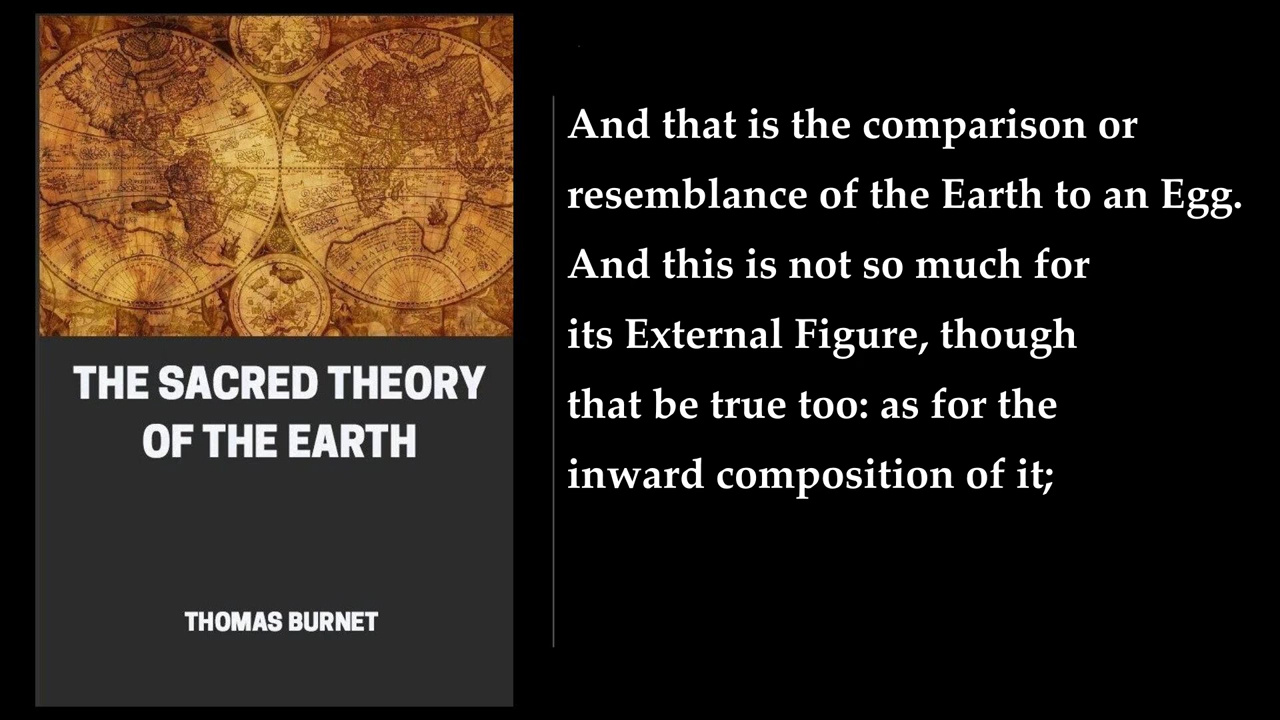 THE SACRED THEORY
OF THE EARTH
THOMAS BURNET
And that is the comparison or
resemblance of the Earth to an Egg.
And this is not so much for
its External Figure, though
that be true too: as for the
inward composition of it;